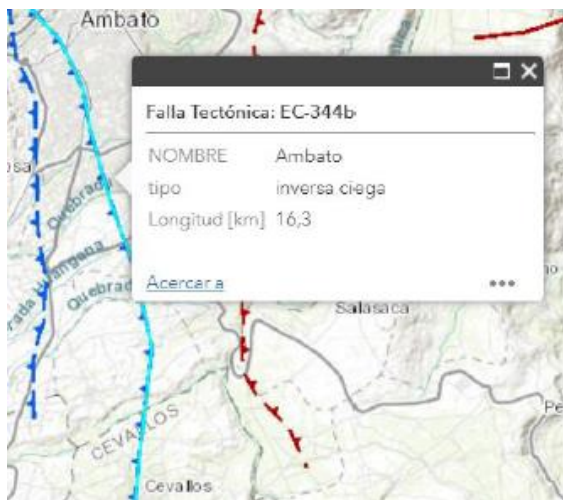 Ambato
Falla Tectónica: EC-344b
NOMBRE Ambato
tipo inversa ciega
Longitud [km] 16,3
Acercar a
Quebrada
Quebrad
Salasaca
Pe
CEVALLOS
Cevallos